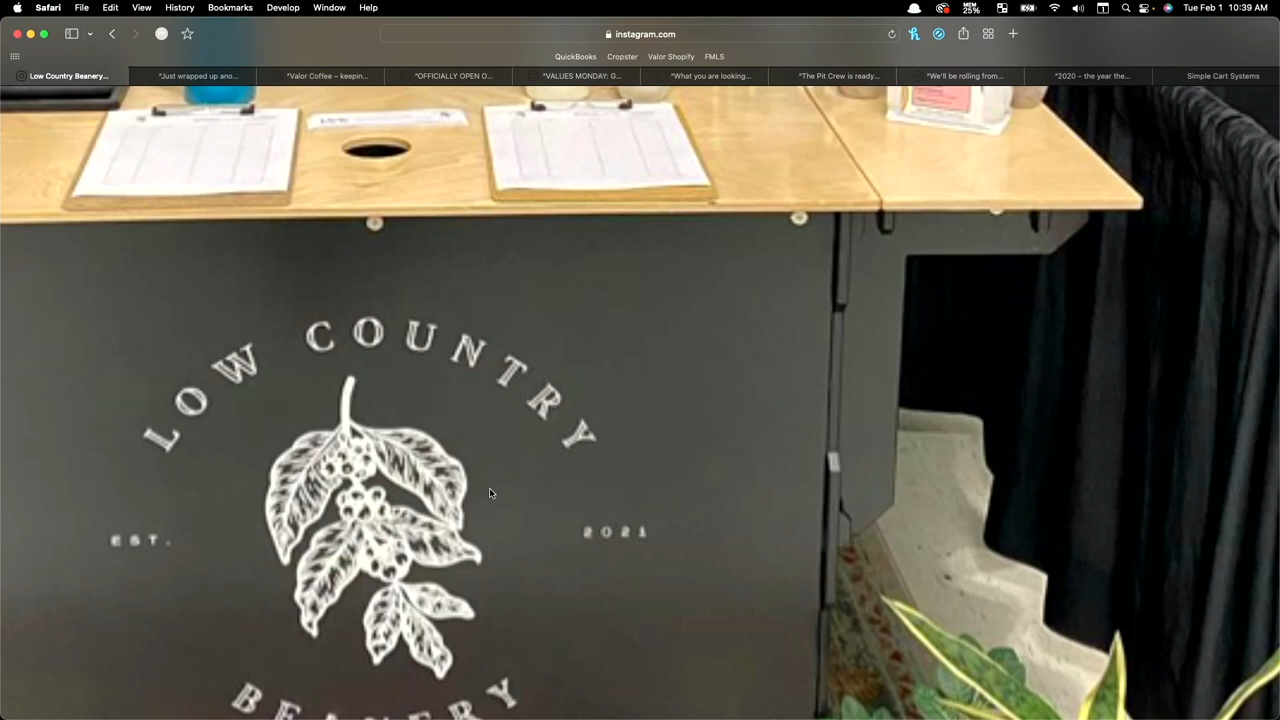 Safari File Edit View History Bookmarks Develop Window Help MEM 25% Tue Feb 1 10:39 AM
instagram.com
QuickBooks Cropster Valor Shopify FMLS
Low Country Beanery... "Just wrapped up ano... "Valor Coffee – keepin... "OFFICIALLY OPEN O... "VALUES MONDAY: G... "What you are looking... "The Pit Crew is ready... "We'll be rolling from... "2020 – the year the... Simple Cart Systems
LOW COUNTRY
EST. 2021
BEANERY